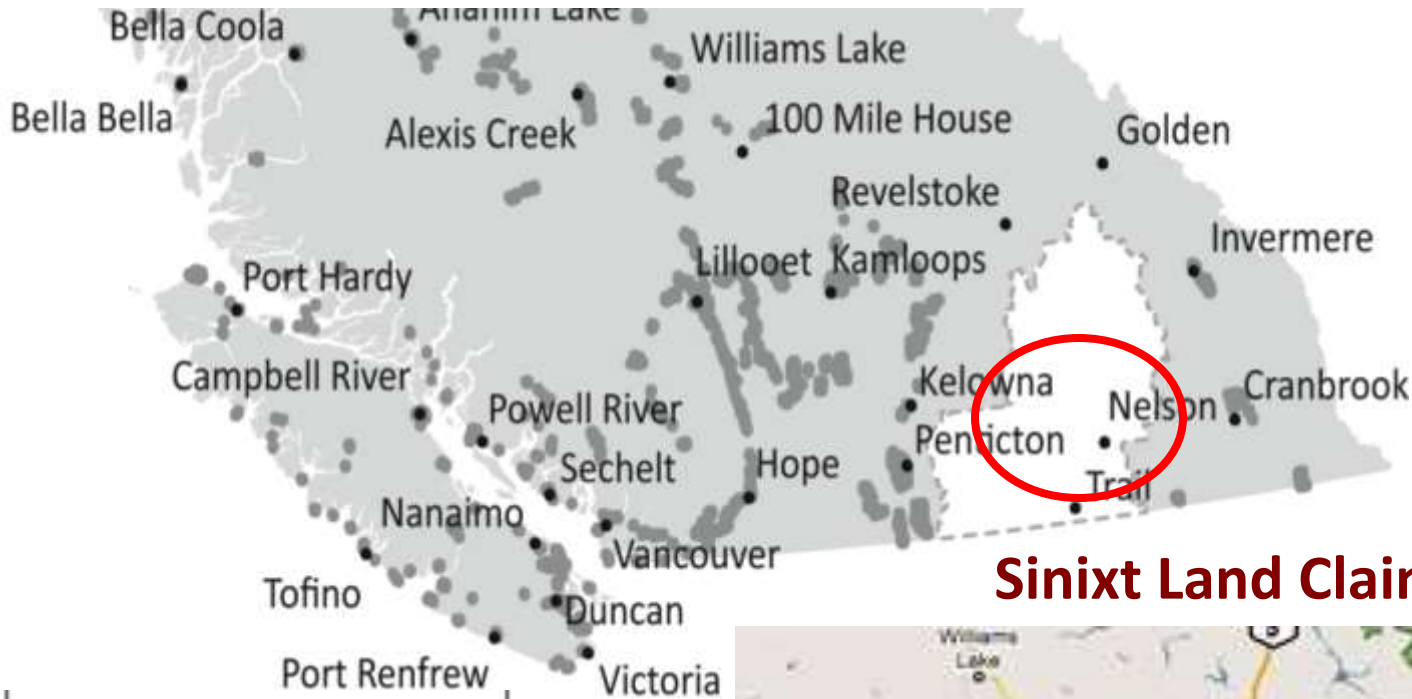 Bella Coola
Anahim Lake
Williams Lake
Bella Bella
Alexis Creek
100 Mile House
Golden
Revelstoke
Invermere
Port Hardy
Lillooet
Kamloops
Campbell River
Kelowna
Nelson
Cranbrook
Powell River
Penticton
Sechelt
Hope
Trail
Nanaimo
Vancouver
Sinixt Land Clai
Tofino
Duncan
Port Renfrew
Victoria
Williams
Lake